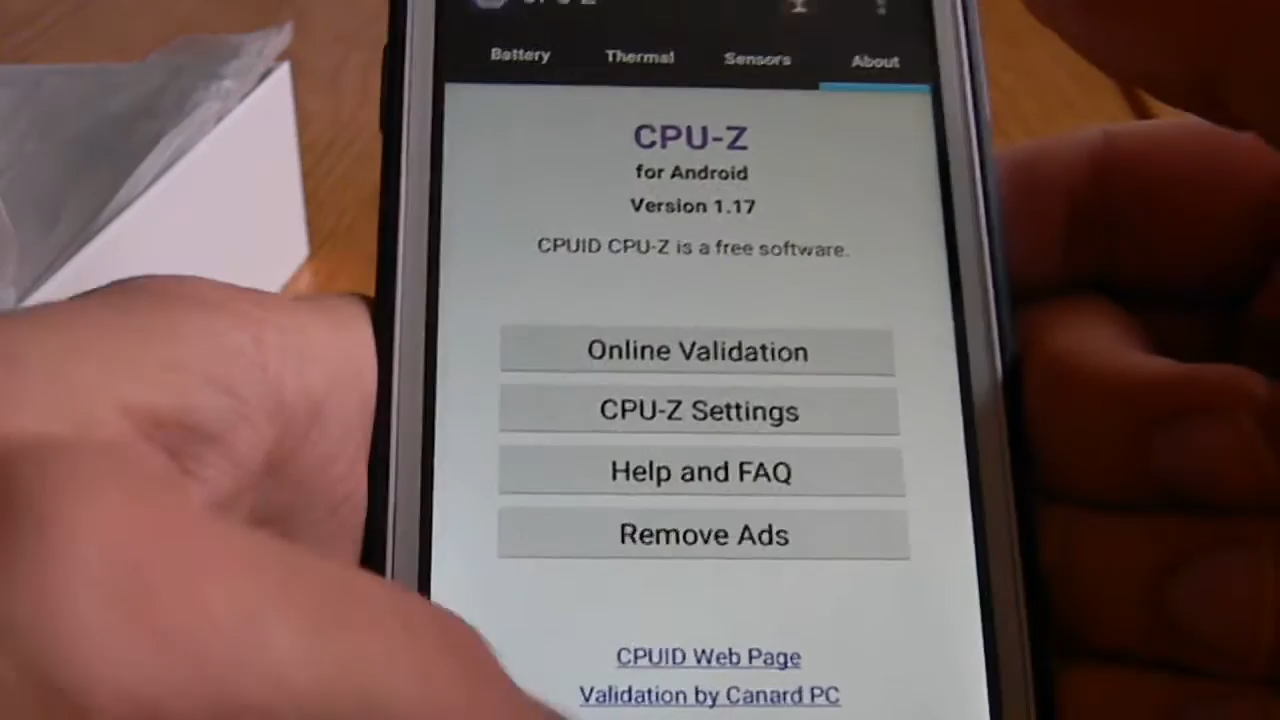 Battery Thermal Sensors About
CPU-Z
for Android
Version 1.17
CPUID CPU-Z is a free software.
Online Validation
CPU-Z Settings
Help and FAQ
Remove Ads
CPUID Web Page
Validation by Canard PC